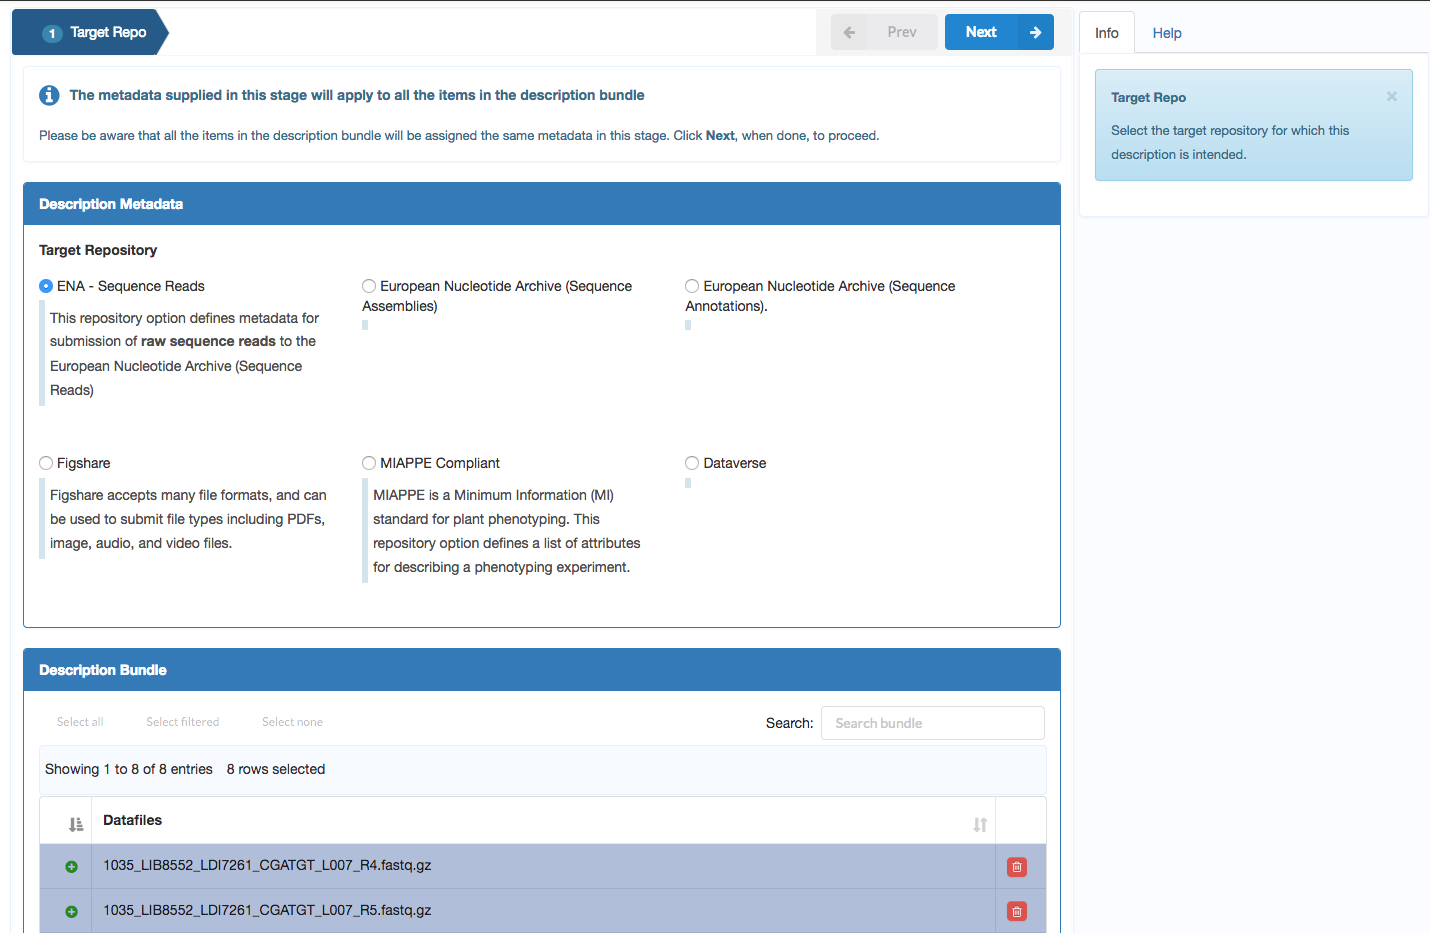 1 Target Repo
Prev
Next
Info
Help
The metadata supplied in this stage will apply to all the items in the description bundle
Please be aware that all the items in the description bundle will be assigned the same metadata in this stage. Click Next, when done, to proceed.
Target Repo
Select the target repository for which this
description is intended.
Description Metadata
Target Repository
ENA - Sequence Reads
This repository option defines metadata for
submission of raw sequence reads to the
European Nucleotide Archive (Sequence
Reads)
European Nucleotide Archive (Sequence
Assemblies)
European Nucleotide Archive (Sequence
Annotations).
Figshare
Figshare accepts many file formats, and can
be used to submit file types including PDFs,
image, audio, and video files.
MIAPPE Compliant
MIAPPE is a Minimum Information (MI)
standard for plant phenotyping. This
repository option defines a list of attributes
for describing a phenotyping experiment.
Dataverse
Description Bundle
Select all
Select filtered
Select none
Search:
Search bundle
Showing 1 to 8 of 8 entries 8 rows selected
Datafiles
1035_LIB8552_LDI7261_CGATGT_L007_R4.fastq.gz
1035_LIB8552_LDI7261_CGATGT_L007_R5.fastq.gz